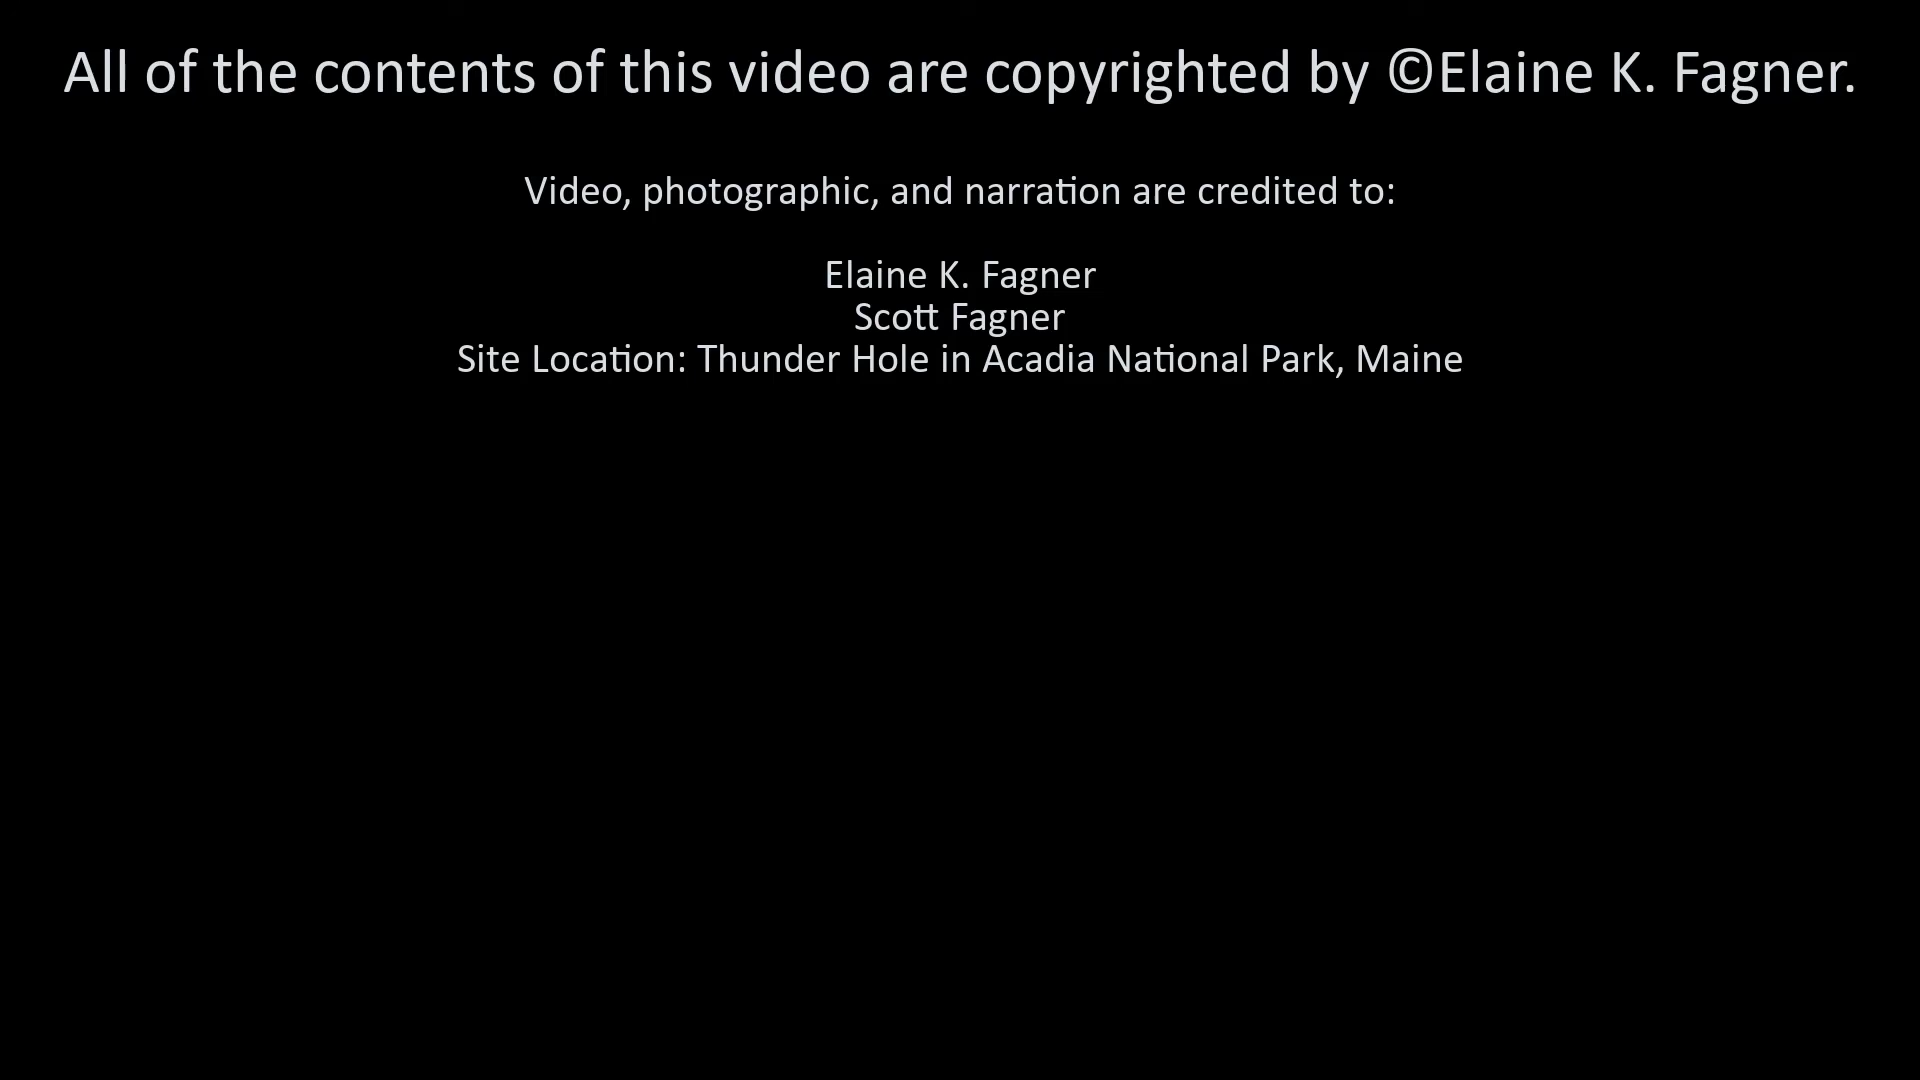 All of the contents of this video are copyrighted by ©Elaine K. Fagner.
Video, photographic, and narration are credited to:
Elaine K. Fagner
Scott Fagner
Site Location: Thunder Hole in Acadia National Park, Maine